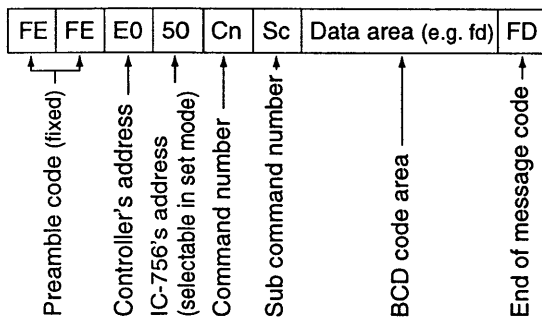 FE FE E0 50 Cn Sc Data area (e.g. fd) FD
Preamble code (fixed)
Controller's address
IC-756's address
(selectable in set mode)
Command number
Sub command number
BCD code area
End of message code